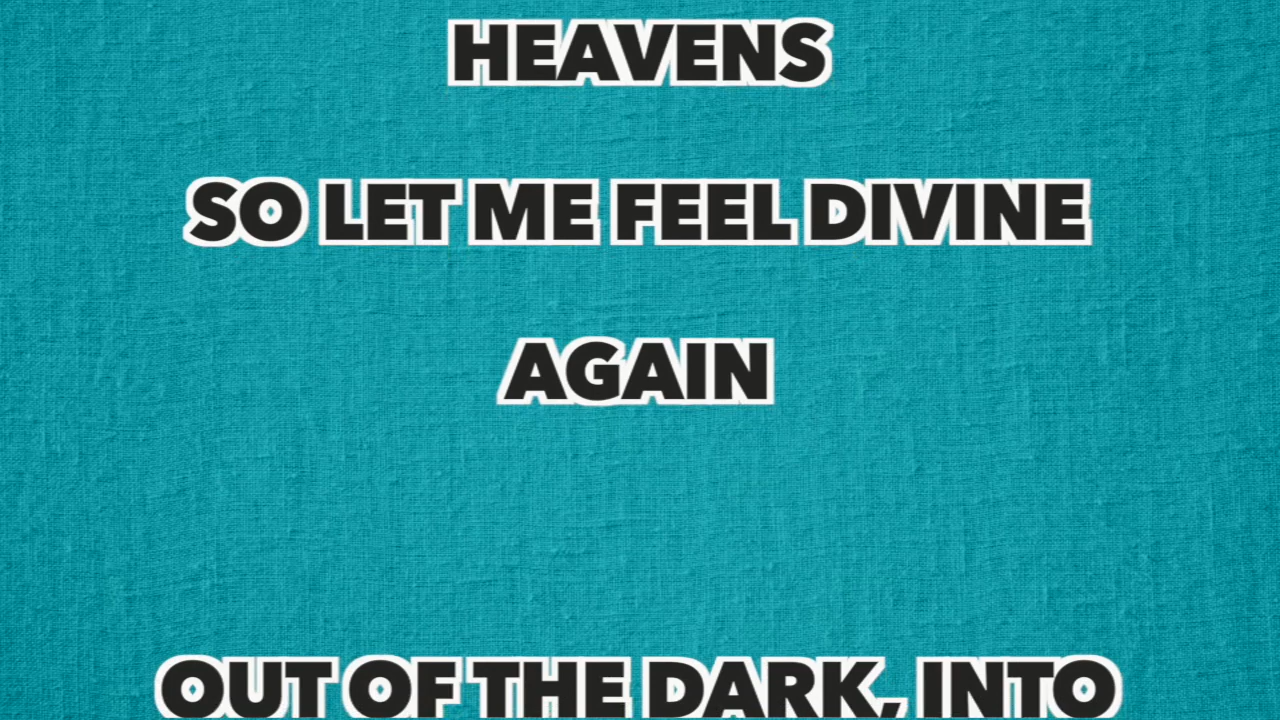 HEAVENS
SO LET ME FEEL DIVINE
AGAIN
OUT OF THE DARK, INTO